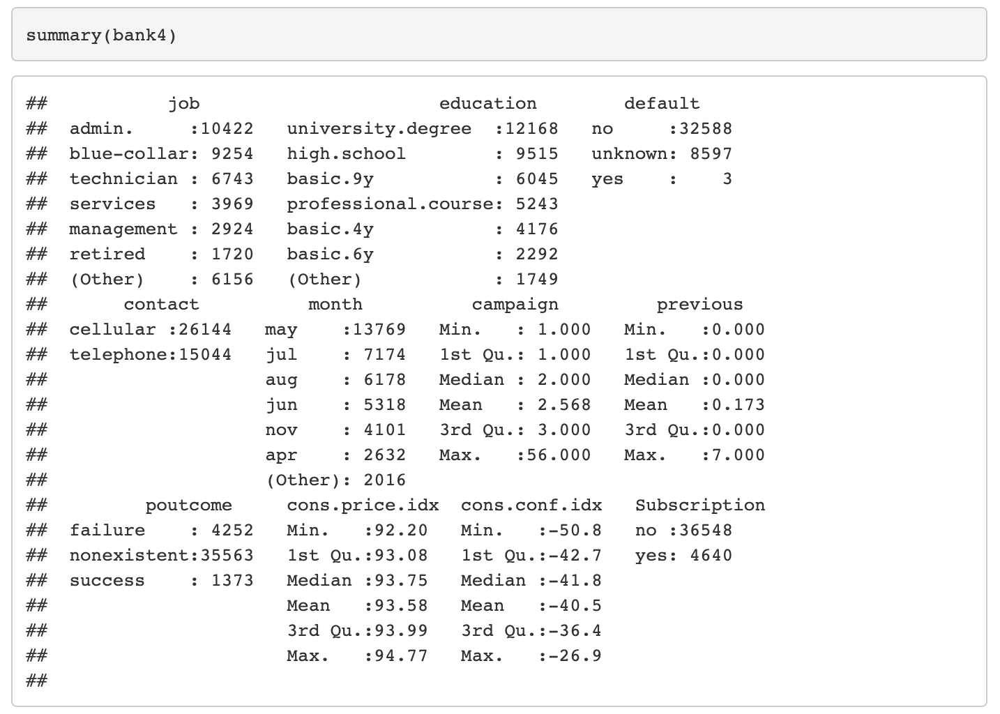 summary(bank4)
##           job                      education        default     
##  admin.     :10422   university.degree  :12168   no     :32588  
##  blue-collar: 9254   high.school        : 9515   unknown: 8597  
##  technician : 6743   basic.9y           : 6045   yes    :    3  
##  services   : 3969   professional.course: 5243                  
##  management : 2924   basic.4y           : 4176                  
##  retired    : 1720   basic.6y           : 2292                  
##  (Other)    : 6156   (Other)            : 1749                  
##       contact          month          campaign         previous    
##  cellular :26144   may    :13769   Min.   : 1.000   Min.   :0.000  
##  telephone:15044   jul    : 7174   1st Qu.: 1.000   1st Qu.:0.000  
##                    aug    : 6178   Median : 2.000   Median :0.000  
##                    jun    : 5318   Mean   : 2.568   Mean   :0.173  
##                    nov    : 4101   3rd Qu.: 3.000   3rd Qu.:0.000  
##                    apr    : 2632   Max.   :56.000   Max.   :7.000  
##                    (Other): 2016                                   
##         poutcome     cons.price.idx  cons.conf.idx   Subscription
##  failure    : 4252   Min.   :92.20   Min.   :-50.8   no :36548   
##  nonexistent:35563   1st Qu.:93.08   1st Qu.:-42.7   yes: 4640   
##  success    : 1373   Median :93.75   Median :-41.8               
##                      Mean   :93.58   Mean   :-40.5               
##                      3rd Qu.:93.99   3rd Qu.:-36.4               
##                      Max.   :94.77   Max.   :-26.9               
##